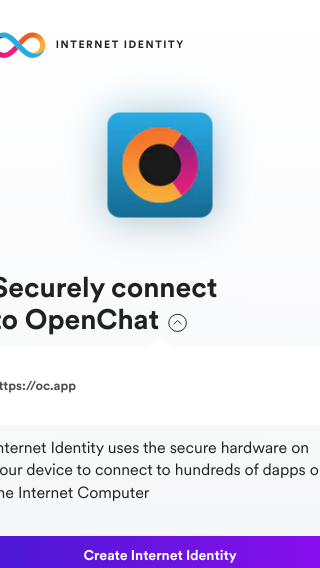 INTERNET IDENTITY
Securely connect
to OpenChat
ttps://oc.app
nternet Identity uses the secure hardware on
our device to connect to hundreds of dapps o
he Internet Computer
Create Internet Identity